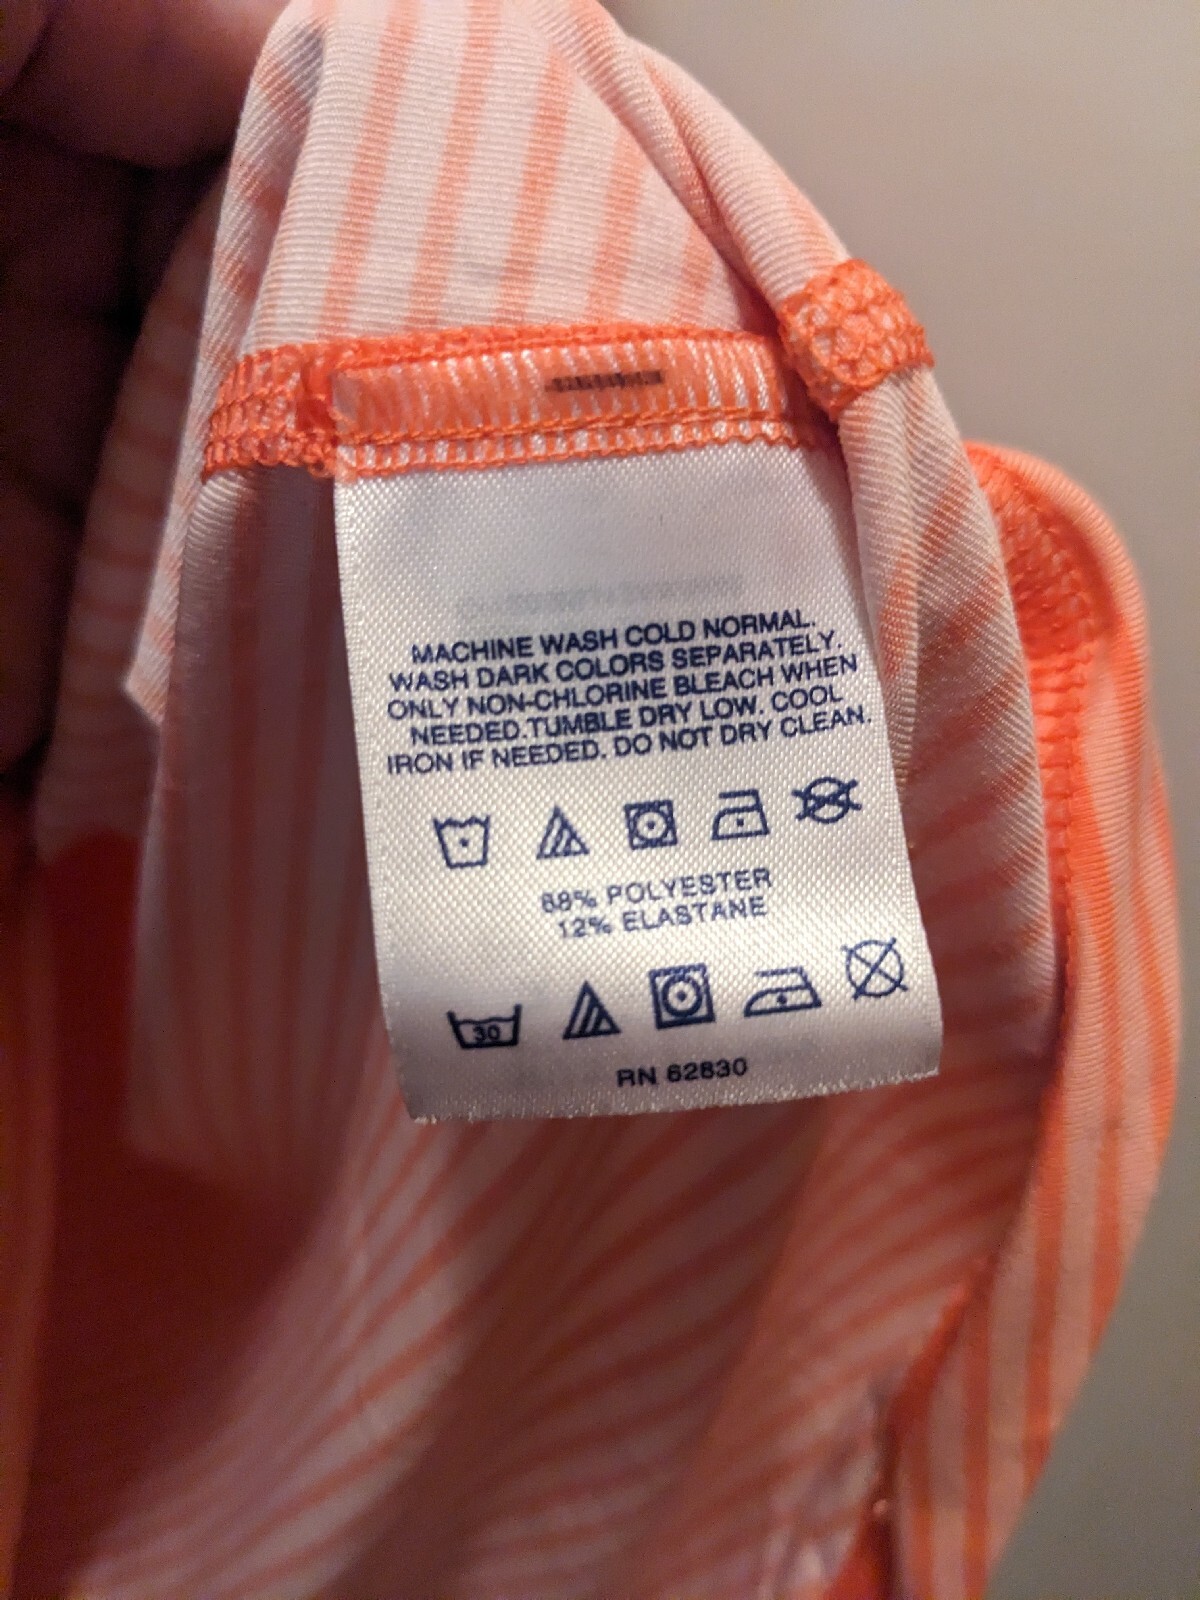 MACHINE WASH COLD NORMAL.
WASH DARK COLORS SEPARATELY.
ONLY NON-CHLORINE BLEACH WHEN
NEEDED.TUMBLE DRY LOW. COOL
IRON IF NEEDED. DO NOT DRY CLEAN.
88% POLYESTER
12% ELASTANE
30
RN 62830